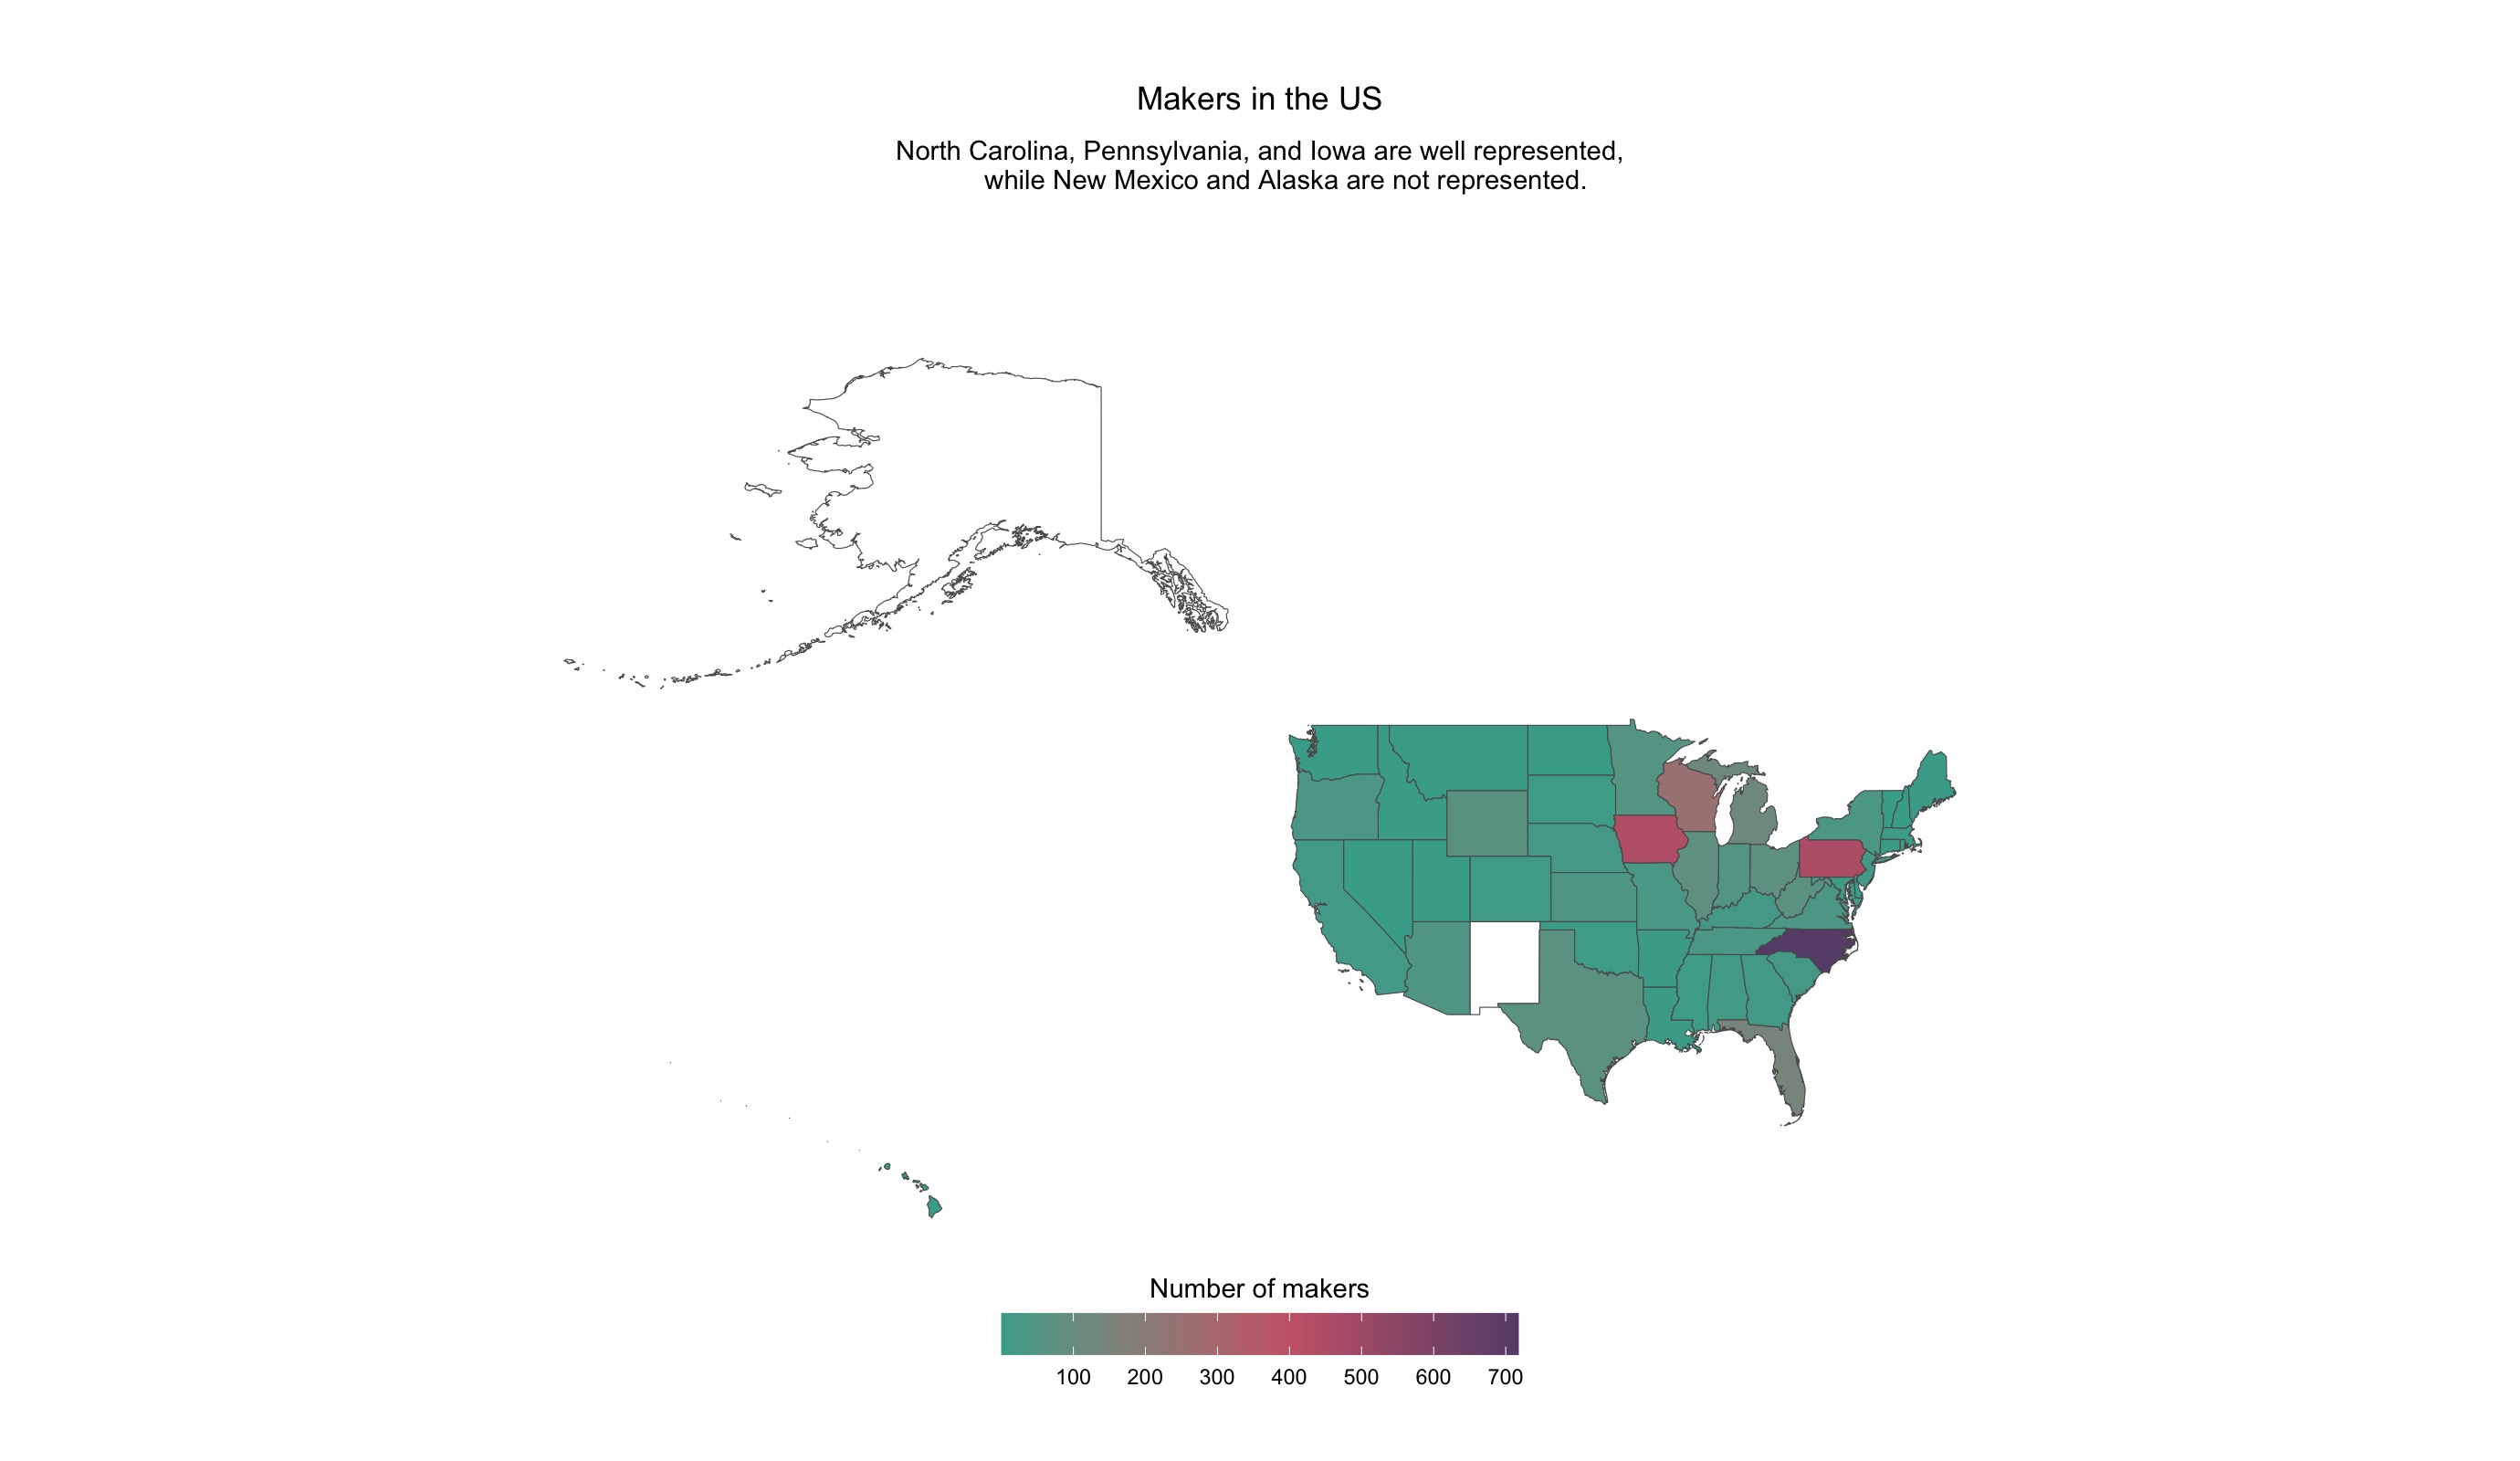 Makers in the US
North Carolina, Pennsylvania, and Iowa are well represented,
while New Mexico and Alaska are not represented.
Number of makers
100 200 300 400 500 600 700